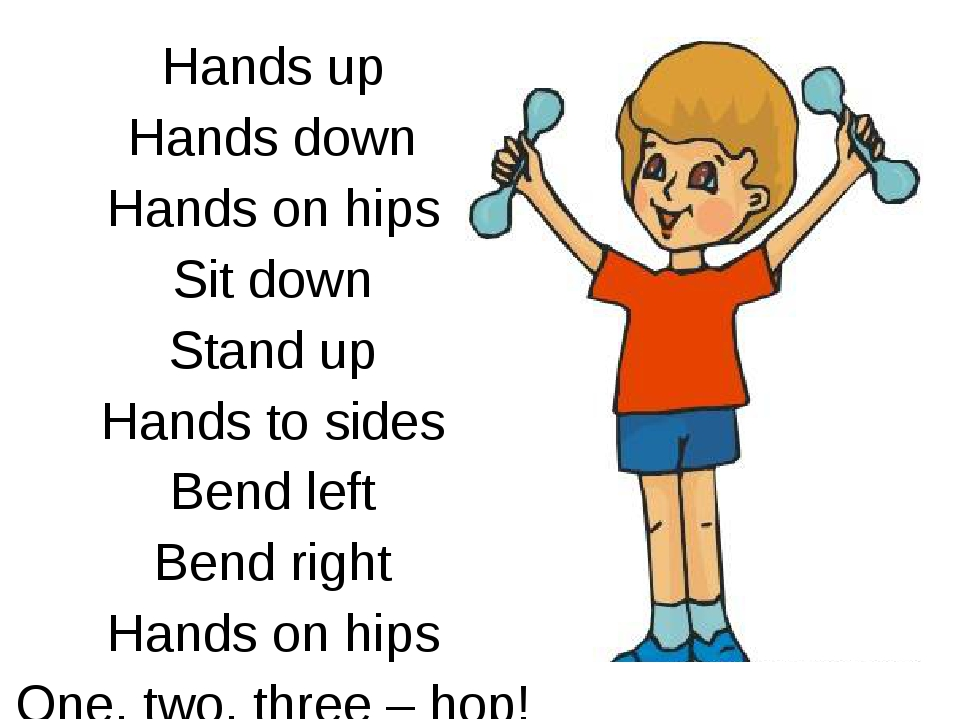 Hands up
Hands down
Hands on hips
Sit down
Stand up
Hands to sides
Bend left
Bend right
Hands on hips
One, two, three – hop!